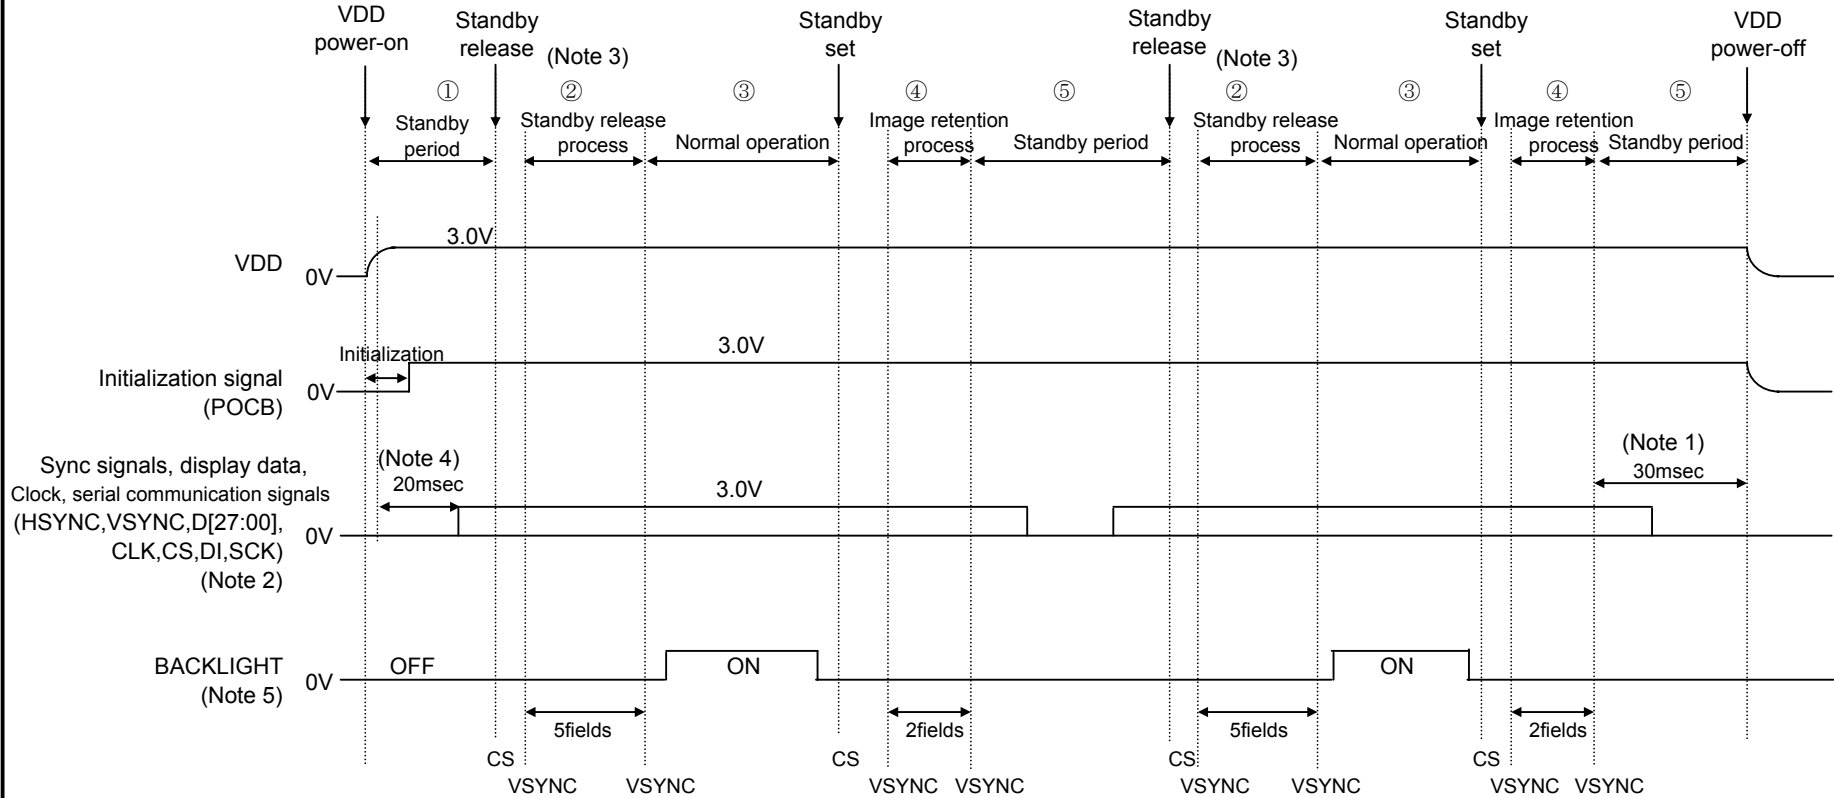 VDD
power-on
Standby
release
(Note 3)
Standby
set
Standby
release
(Note 3)
Standby
set
VDD
power-off
① ② ③ ④ ⑤ ② ③ ④ ⑤
Standby
period
Standby release
process
Normal operation
Image retention
process
Standby period
Standby release
process
Normal operation
Image retention
process
Standby period
VDD
0V
3.0V
Initialization
3.0V
Initialization signal
(POCB)
0V
Sync signals, display data,
Clock, serial communication signals
(HSYNC,VSYNC,D[27:00],
CLK,CS,DI,SCK)
(Note 2)
0V
(Note 4)
20msec
3.0V
(Note 1)
30msec
BACKLIGHT
(Note 5)
0V
OFF
ON
ON
5fields
2fields
5fields
2fields
CS
VSYNC
VSYNC
CS
VSYNC
VSYNC
CS
VSYNC
VSYNC
CS
VSYNC
VSYNC